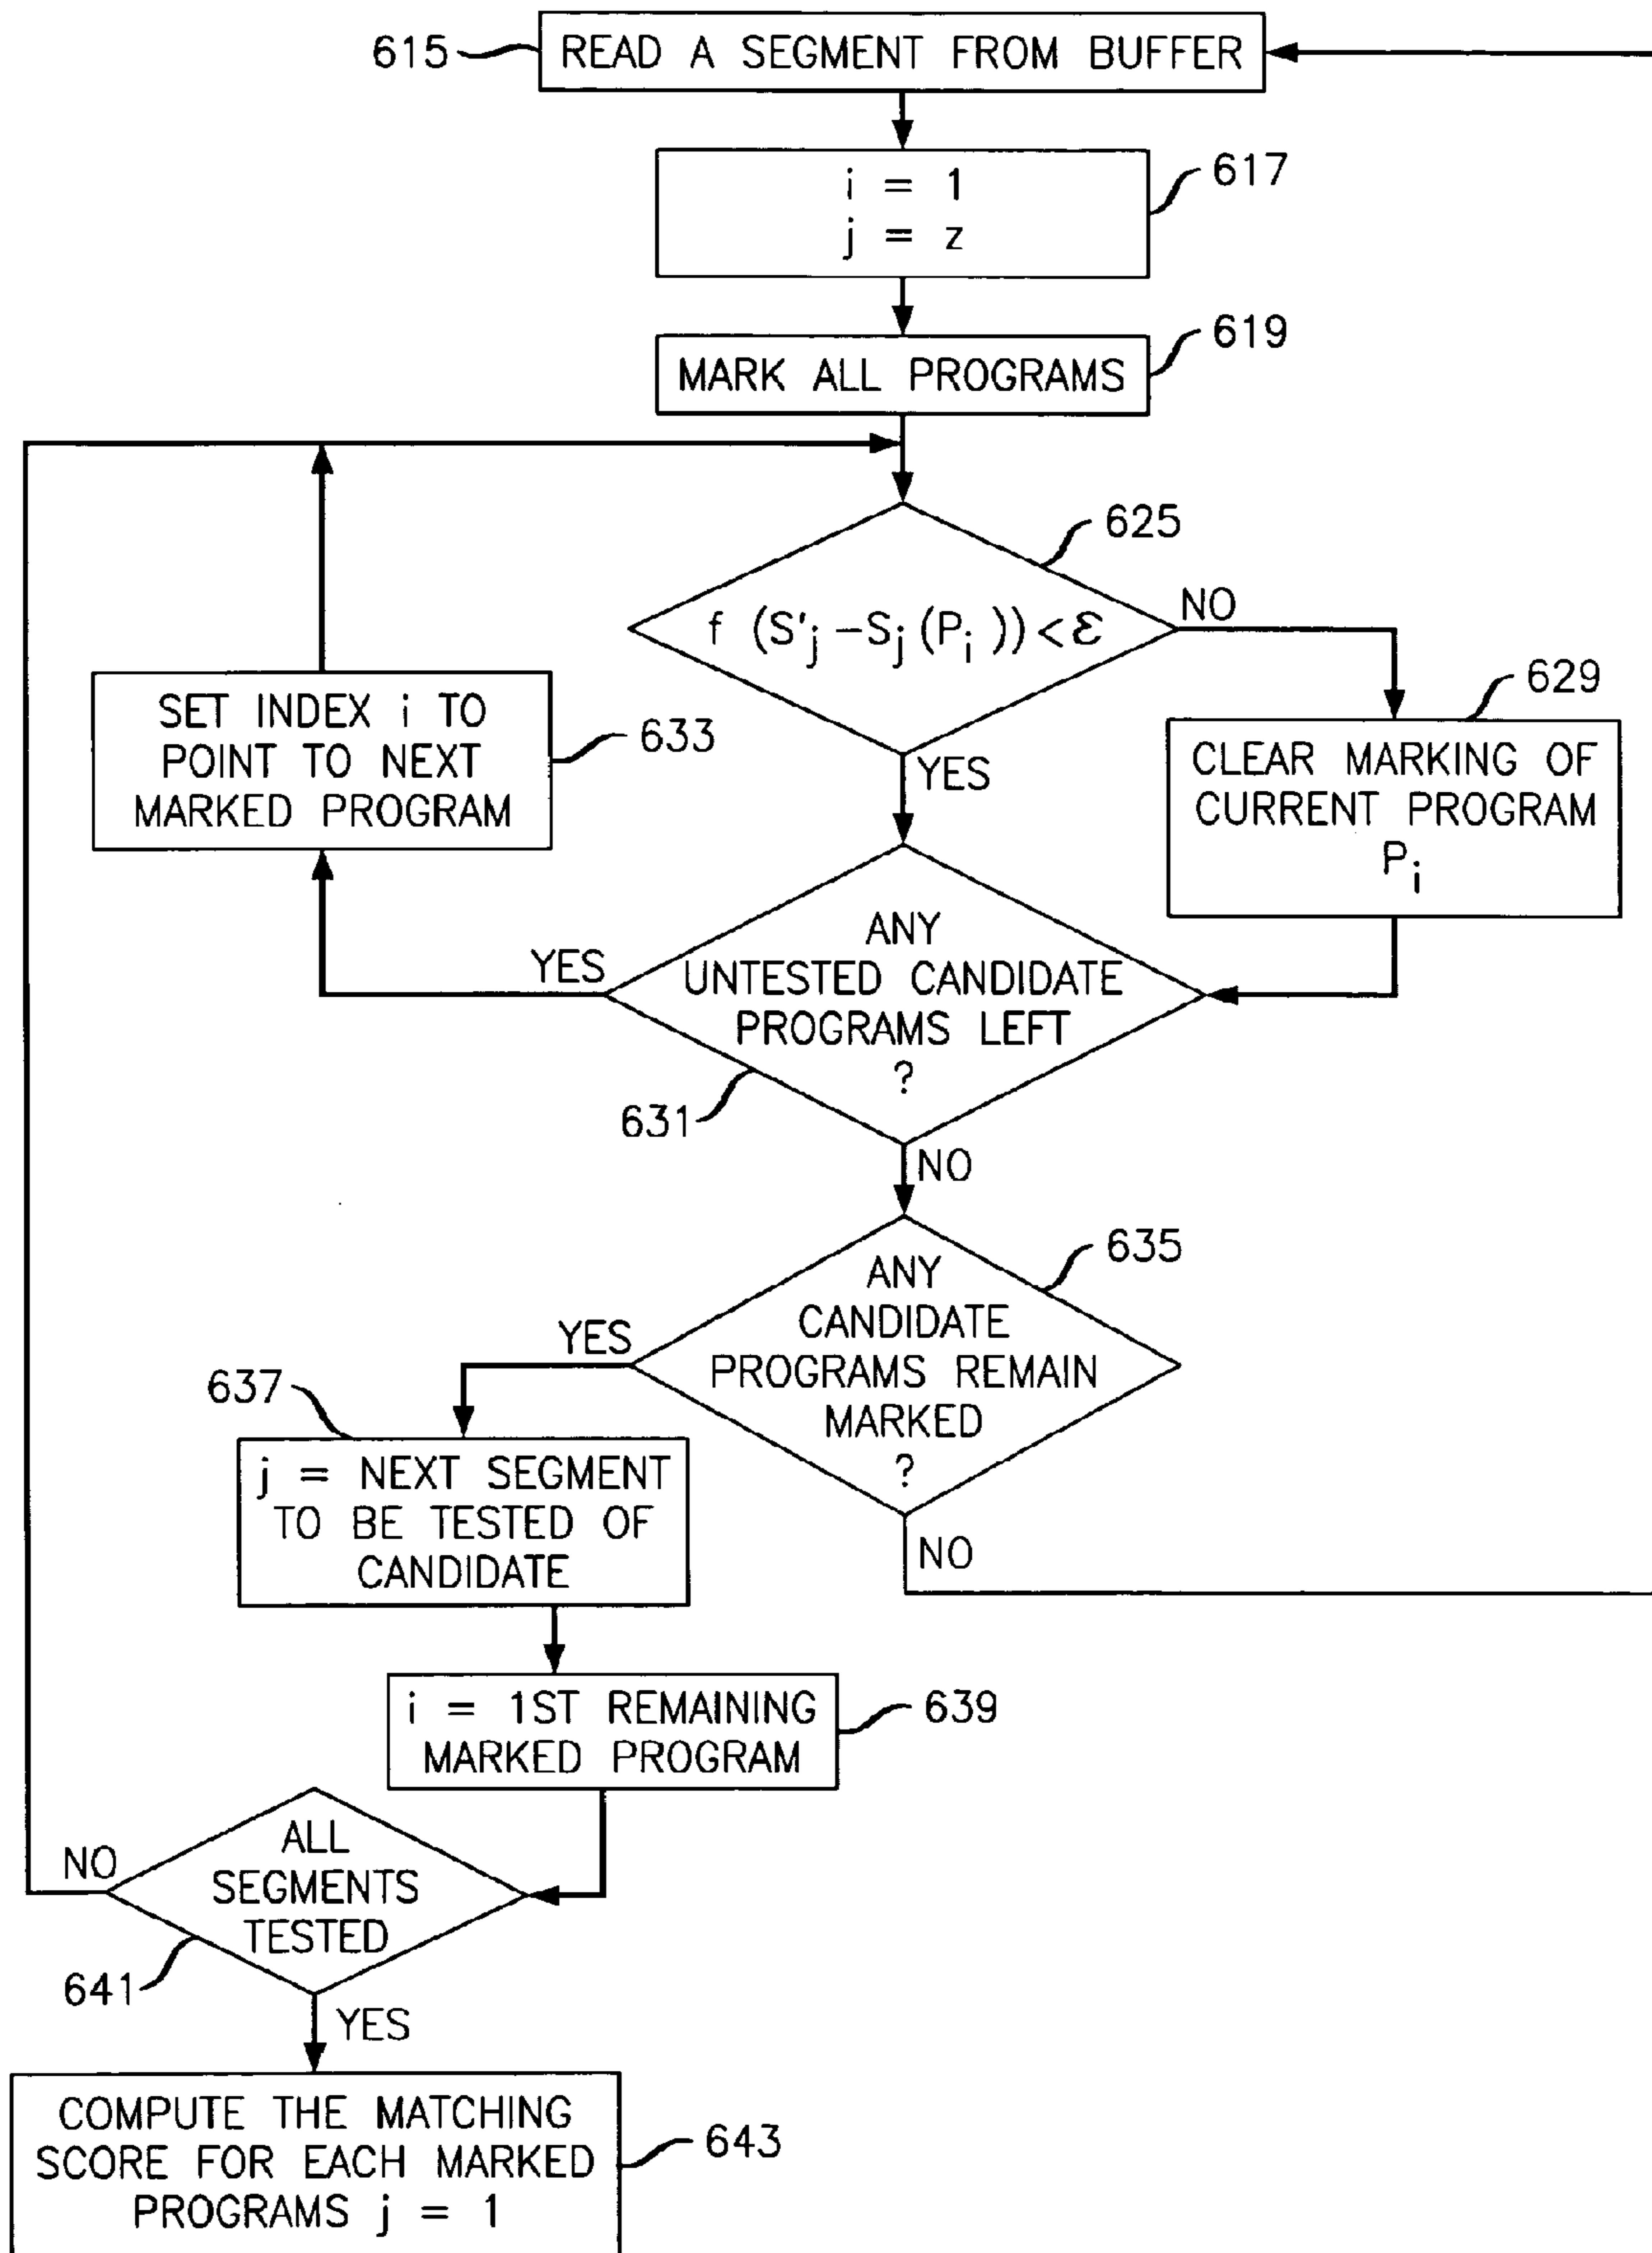 615
READ A SEGMENT FROM BUFFER
617
i = 1
j = z
619
MARK ALL PROGRAMS
625
f (S'j –Sj (Pi )) < ε
NO
YES
629
CLEAR MARKING OF
CURRENT PROGRAM
Pi
SET INDEX i TO
POINT TO NEXT
MARKED PROGRAM
633
YES
ANY
UNTESTED CANDIDATE
PROGRAMS LEFT
?
631
NO
635
ANY
CANDIDATE
PROGRAMS REMAIN
MARKED
?
YES
NO
637
j = NEXT SEGMENT
TO BE TESTED OF
CANDIDATE
i = 1ST REMAINING
MARKED PROGRAM
639
NO
ALL
SEGMENTS
TESTED
641
YES
COMPUTE THE MATCHING
SCORE FOR EACH MARKED
PROGRAMS j = 1
643